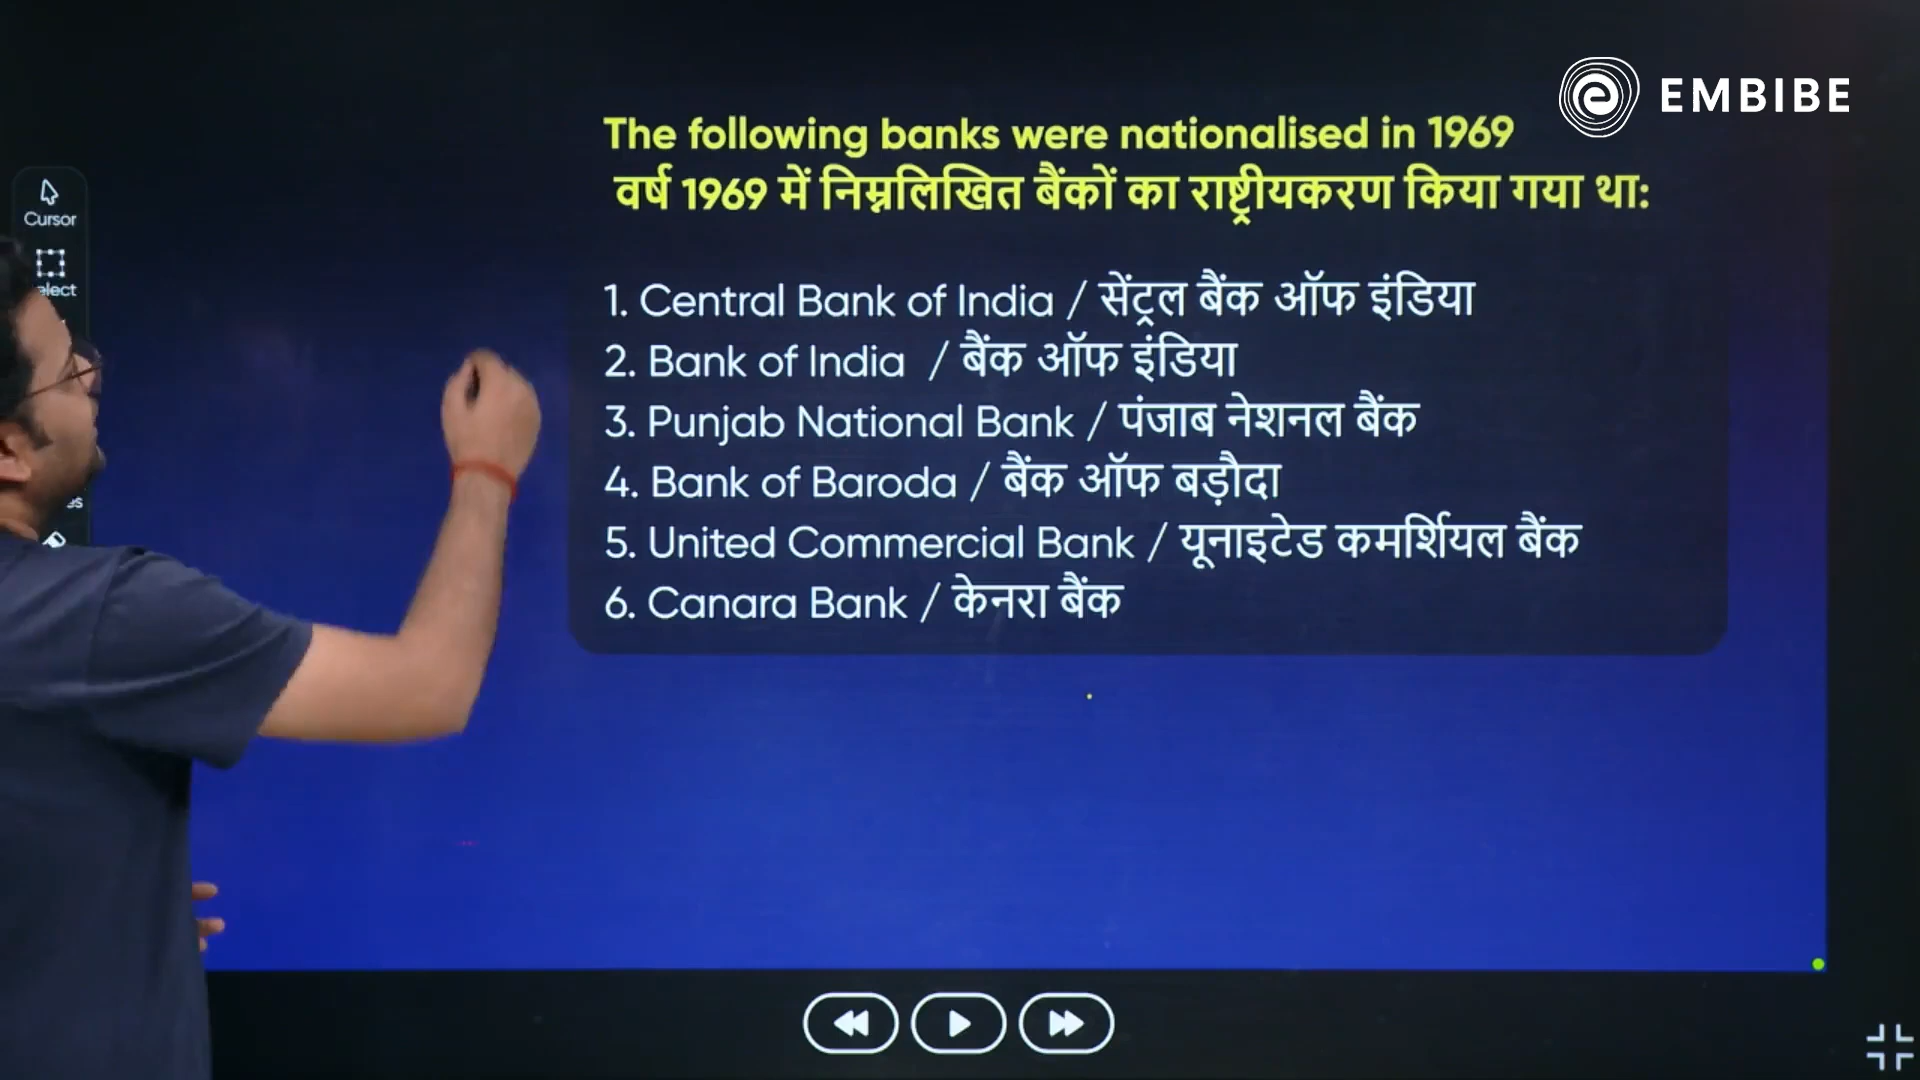 EMBIBE
The following banks were nationalised in 1969
वर्ष 1969 में निम्नलिखित बैंकों का राष्ट्रीयकरण किया गया था:
Cursor
1. Central Bank of India / सेंट्रल बैंक ऑफ इंडिया
2. Bank of India / बैंक ऑफ इंडिया
3. Punjab National Bank / पंजाब नेशनल बैंक
4. Bank of Baroda / बैंक ऑफ बड़ौदा
5. United Commercial Bank / यूनाइटेड कमर्शियल बैंक
6. Canara Bank / केनरा बैंक